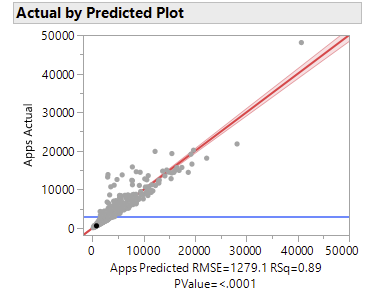 Actual by Predicted Plot
50000
40000
30000
20000
10000
0
Apps Actual
0 10000 20000 30000 40000 50000
Apps Predicted RMSE=1279.1 RSq=0.89
PValue=<.0001